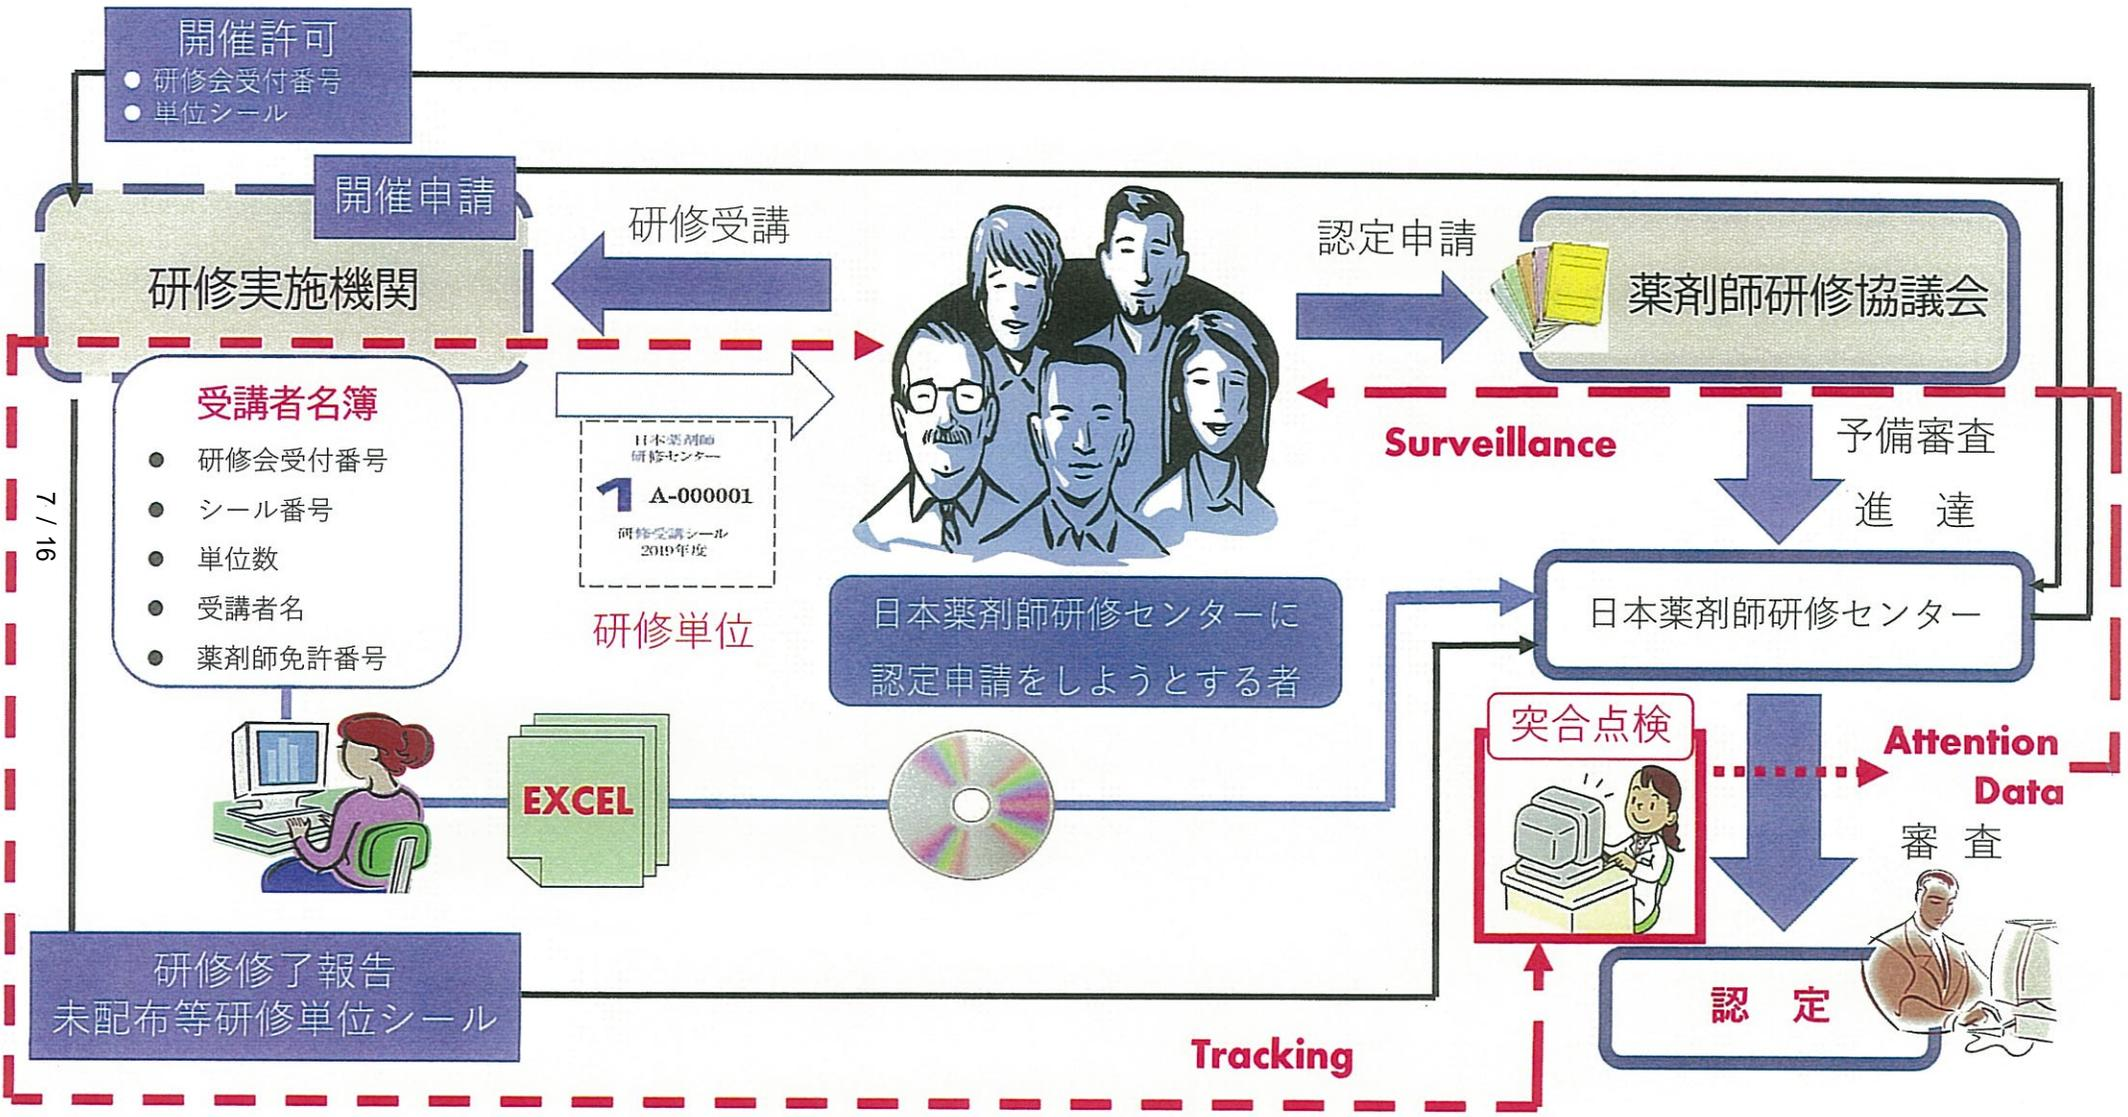 開催許可
● 研修会受付番号
● 単位シール
開催申請
研修実施機関
研修受講
認定申請
薬剤師研修協議会
受講者名簿
● 研修会受付番号
● シール番号
● 単位数
● 受講者名
● 薬剤師免許番号
7 / 16
日本薬剤師
研修センター
1 A-000001
研修受講シール
2019年度
研修単位
Surveillance
予備審査
進 達
日本薬剤師研修センターに
認定申請をしようとする者
日本薬剤師研修センター
EXCEL
突合点検
Attention
Data
審 査
研修修了報告
未配布等研修単位シール
認 定
Tracking